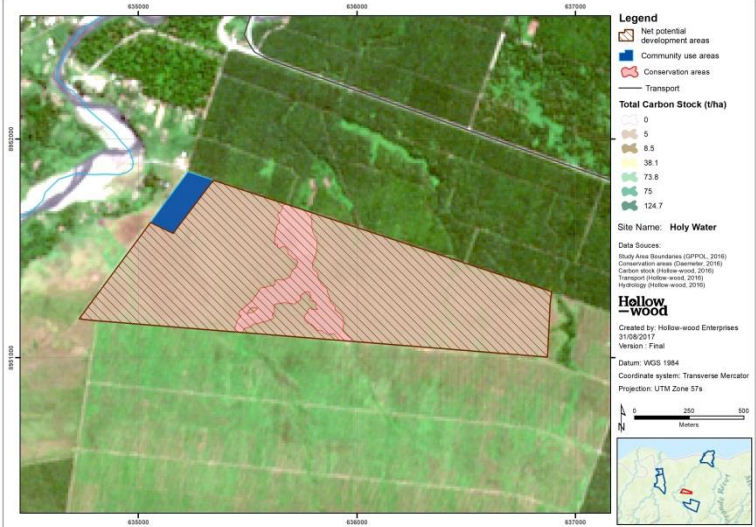 635000
636000
637000
8952000
8951000
635000
636000
637000
Legend
Net potential
development areas
Community use areas
Conservation areas
Transport
Total Carbon Stock (t/ha)
0
5
8.5
38.1
73.8
75
124.7
Site Name: Holy Water
Data Souces:
Study Area Boundaries (GPPOL, 2016)
Conservation areas (Daemeter, 2016)
Carbon stock (Hollow-wood, 2016)
Transport (Hollow-wood, 2016)
Hydrology (Hollow-wood, 2016)
Hollow
–wood
Created by: Hollow-wood Enterprises
31/08/2017
Version : Final
Datum: WGS 1984
Coordinate system: Transverse Mercator
Projection: UTM Zone 57s
N
0 250 500
Meters